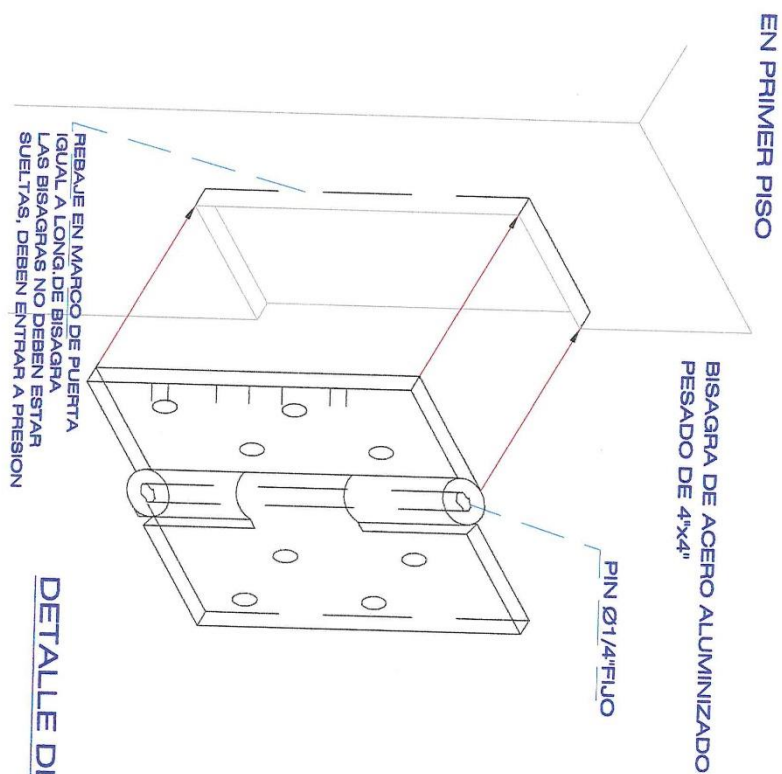 EN PRIMER PISO
BISAGRA DE ACERO ALUMINIZADO
PESADO DE 4"x4"
PIN Ø1/4"FIJO
REBAJE EN MARCO DE PUERTA
IGUAL A LONG.DE BISAGRA
LAS BISAGRAS NO DEBEN ESTAR
SUELTAS, DEBEN ENTRAR A PRESION
DETALLE